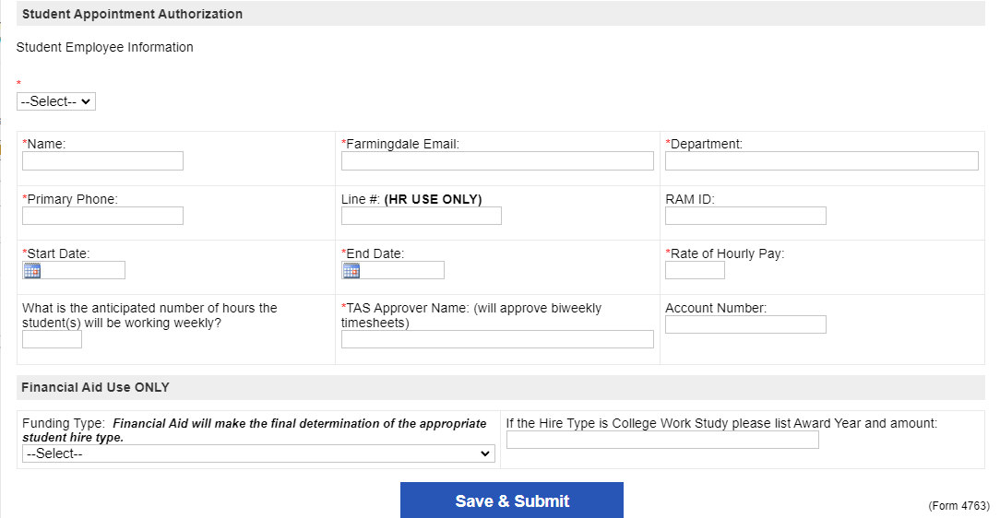 Student Appointment Authorization
Student Employee Information
*
--Select--
*Name:
*Farmingdale Email:
*Department:
*Primary Phone:
Line #: (HR USE ONLY)
RAM ID:
*Start Date:
*End Date:
*Rate of Hourly Pay:
What is the anticipated number of hours the
student(s) will be working weekly?
*TAS Approver Name: (will approve biweekly
timesheets)
Account Number:
Financial Aid Use ONLY
Funding Type: Financial Aid will make the final determination of the appropriate
student hire type.
--Select--
If the Hire Type is College Work Study please list Award Year and amount:
Save & Submit
(Form 4763)